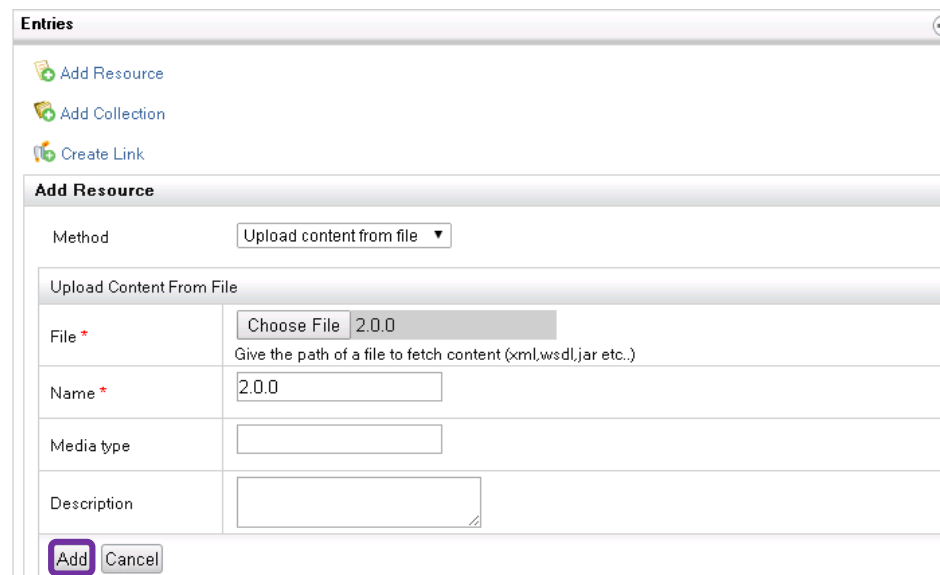 Entries
Add Resource
Add Collection
Create Link
Add Resource
Method Upload content from file
Upload Content From File
File * Choose File 2.0.0
Give the path of a file to fetch content (xml,wsdl,jar etc..)
Name * 2.0.0
Media type
Description
Add Cancel